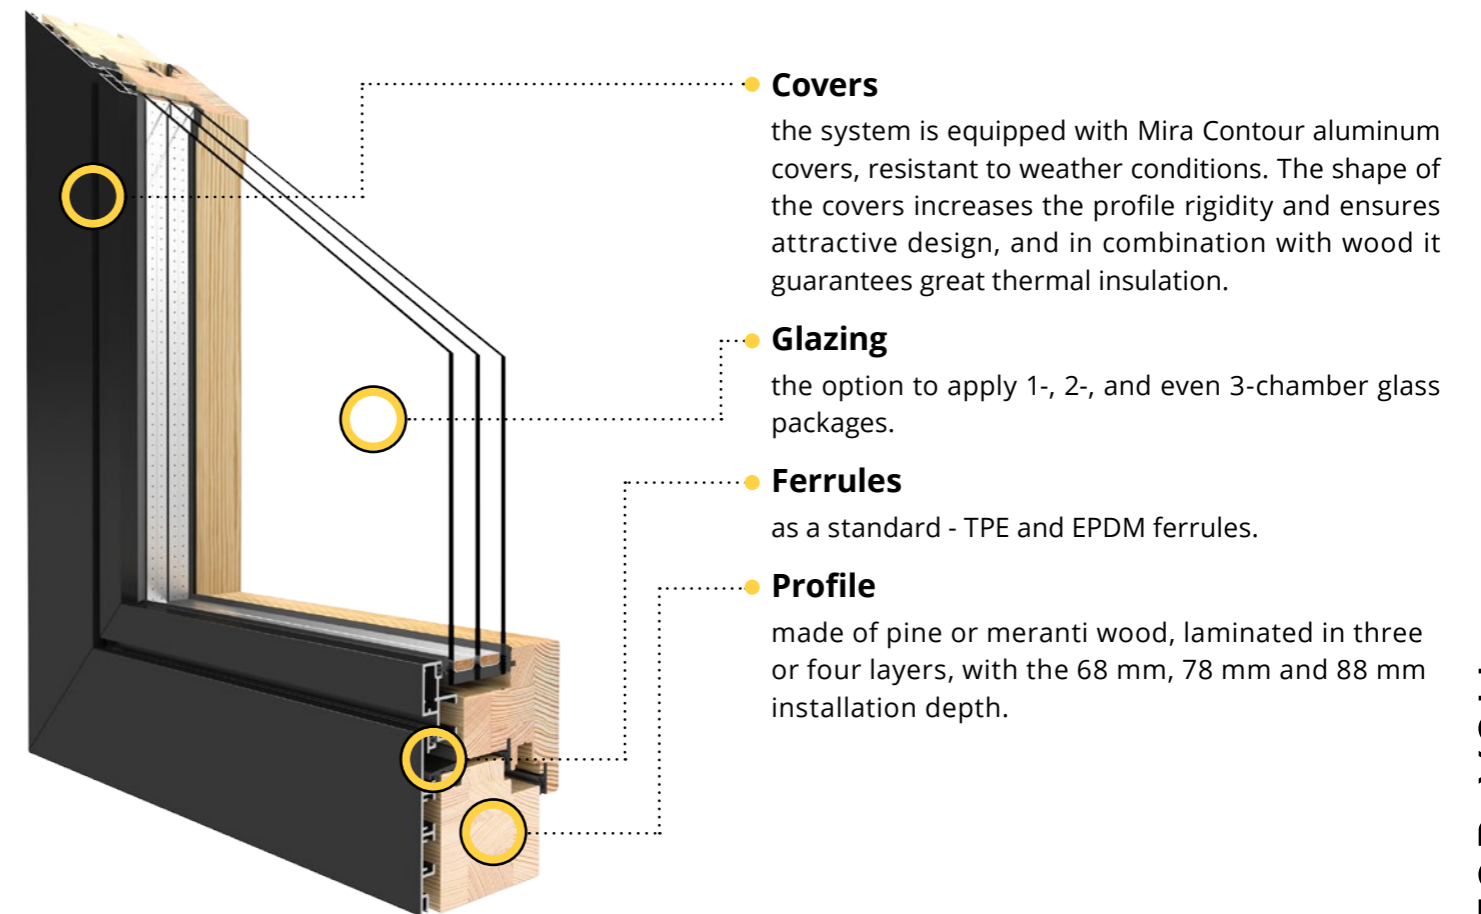 Covers
the system is equipped with Mira Contour aluminum
covers, resistant to weather conditions. The shape of
the covers increases the profile rigidity and ensures
attractive design, and in combination with wood it
guarantees great thermal insulation.
Glazing
the option to apply 1-, 2-, and even 3-chamber glass
packages.
Ferrules
as a standard - TPE and EPDM ferrules.
Profile
made of pine or meranti wood, laminated in three
or four layers, with the 68 mm, 78 mm and 88 mm
installation depth.